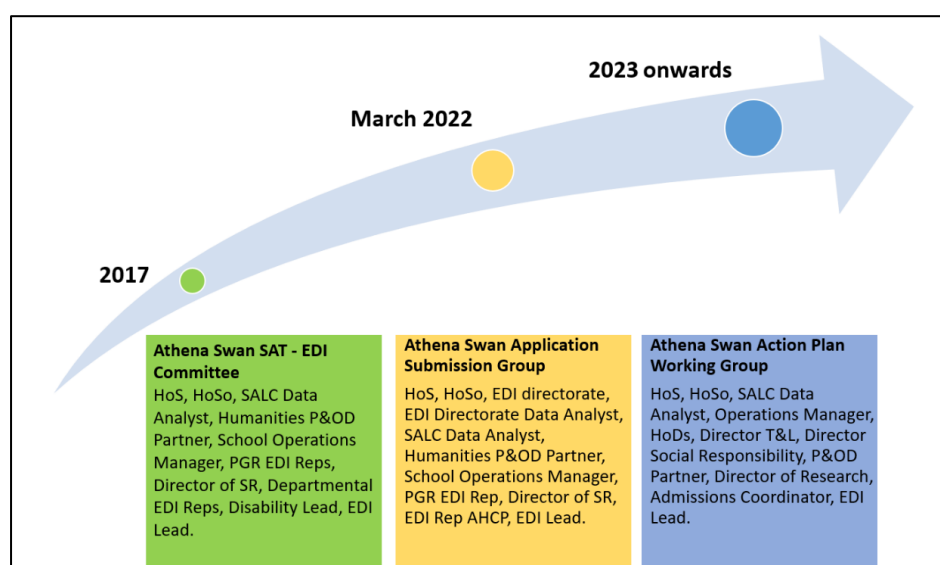 2023 onwards
March 2022
2017
Athena Swan SAT - EDI
Committee
HoS, HoSo, SALC Data
Analyst, Humanities P&OD
Partner, School Operations
Manager, PGR EDI Reps,
Director of SR, Departmental
EDI Reps, Disability Lead, EDI
Lead.
Athena Swan Application
Submission Group
HoS, HoSo, EDI directorate,
EDI Directorate Data Analyst,
SALC Data Analyst,
Humanities P&OD Partner,
School Operations Manager,
PGR EDI Rep, Director of SR,
EDI Rep AHCP, EDI Lead.
Athena Swan Action Plan
Working Group
HoS, HoSo, SALC Data
Analyst, Operations Manager,
HoDs, Director T&L, Director
Social Responsibility, P&OD
Partner, Director of Research,
Admissions Coordinator, EDI
Lead.